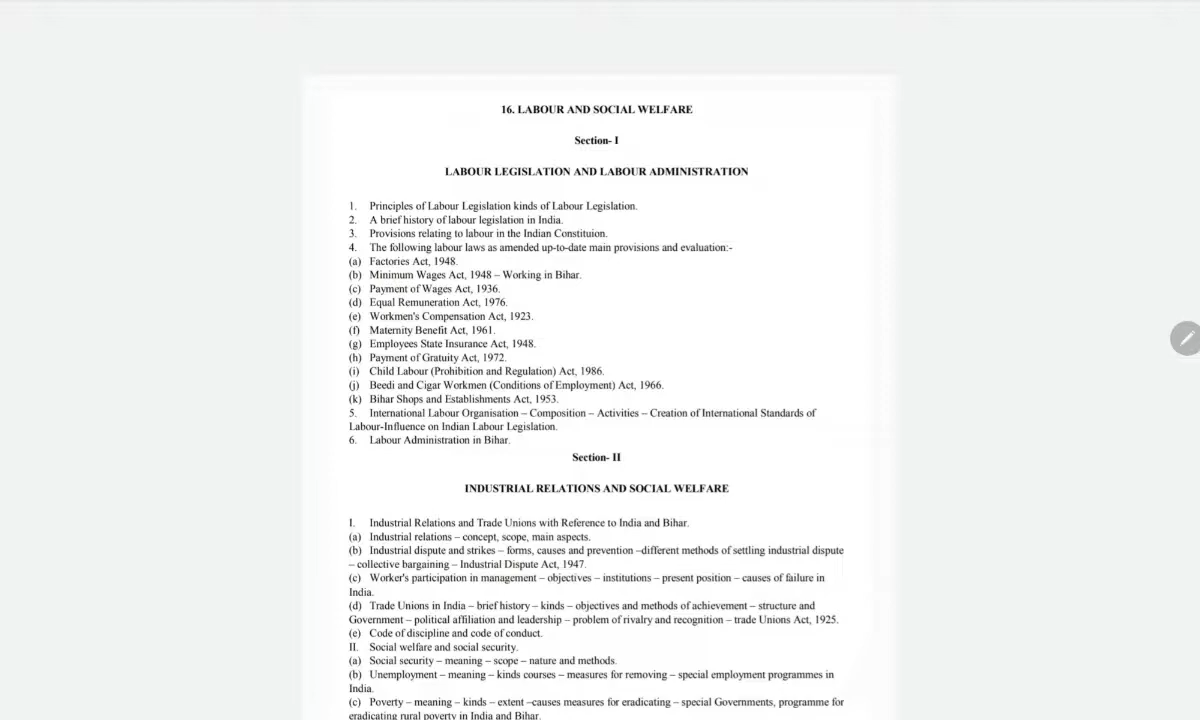 16. LABOUR AND SOCIAL WELFARE
Section- I
LABOUR LEGISLATION AND LABOUR ADMINISTRATION
1. Principles of Labour Legislation kinds of Labour Legislation.
2. A brief history of labour legislation in India.
3. Provisions relating to labour in the Indian Constituion.
4. The following labour laws as amended up-to-date main provisions and evaluation:-
(a) Factories Act, 1948.
(b) Minimum Wages Act, 1948 – Working in Bihar.
(c) Payment of Wages Act, 1936.
(d) Equal Remuneration Act, 1976.
(e) Workmen's Compensation Act, 1923.
(f) Maternity Benefit Act, 1961.
(g) Employees State Insurance Act, 1948.
(h) Payment of Gratuity Act, 1972.
(i) Child Labour (Prohibition and Regulation) Act, 1986.
(j) Beedi and Cigar Workmen (Conditions of Employment) Act, 1966.
(k) Bihar Shops and Establishments Act, 1953.
5. International Labour Organisation – Composition – Activities – Creation of International Standards of
Labour-Influence on Indian Labour Legislation.
6. Labour Administration in Bihar.
Section- II
INDUSTRIAL RELATIONS AND SOCIAL WELFARE
I. Industrial Relations and Trade Unions with Reference to India and Bihar.
(a) Industrial relations – concept, scope, main aspects.
(b) Industrial dispute and strikes – forms, causes and prevention –different methods of settling industrial dispute
– collective bargaining – Industrial Dispute Act, 1947.
(c) Worker's participation in management – objectives – institutions – present position – causes of failure in
India.
(d) Trade Unions in India – brief history – kinds – objectives and methods of achievement – structure and
Government – political affiliation and leadership – problem of rivalry and recognition – trade Unions Act, 1925.
(e) Code of discipline and code of conduct.
II. Social welfare and social security.
(a) Social security – meaning – scope – nature and methods.
(b) Unemployment – meaning – kinds courses – measures for removing – special employment programmes in
India.
(c) Poverty – meaning – kinds – extent –causes measures for eradicating – special Governments, programme for
eradicating rural poverty in India and Bihar.